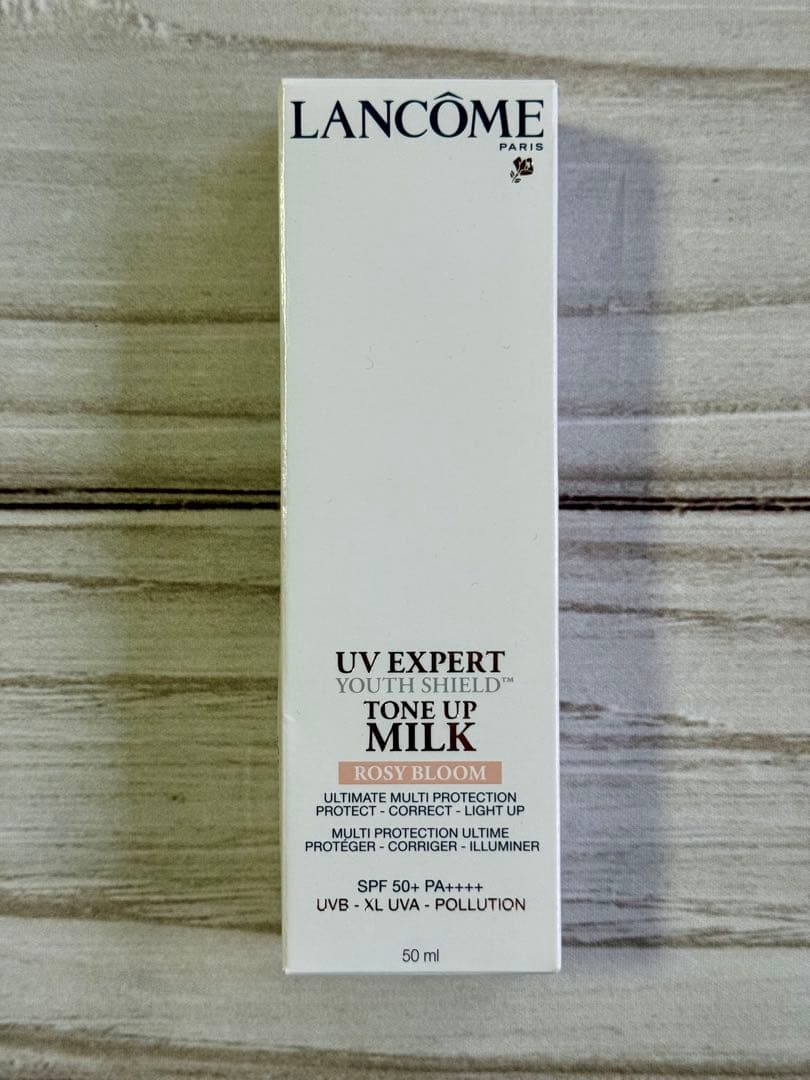 LANCÔME
PARIS
UV EXPERT
YOUTH SHIELD™
TONE UP
MILK
ROSY BLOOM
ULTIMATE MULTI PROTECTION
PROTECT - CORRECT - LIGHT UP
MULTI PROTECTION ULTIME
PROTÉGER - CORRIGER - ILLUMINER
SPF 50+ PA++++
UVB - XL UVA - POLLUTION
50 ml